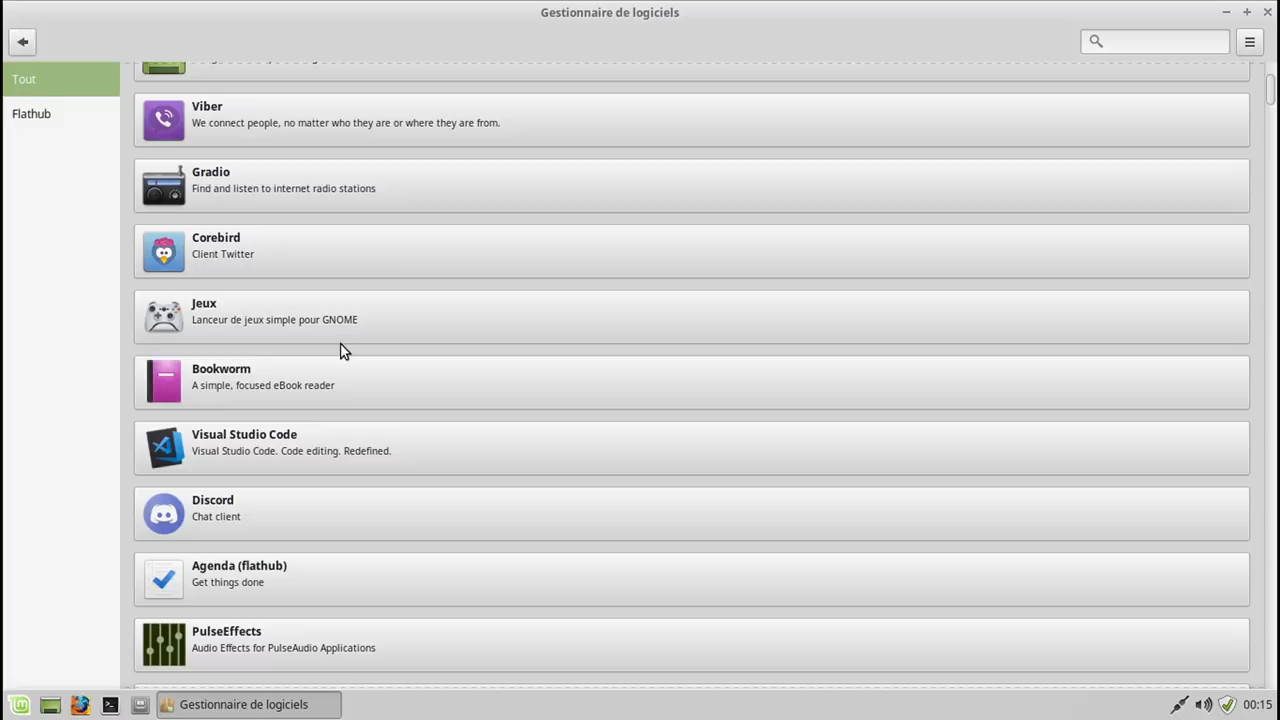 Gestionnaire de logiciels
Tout
Flathub
Viber
We connect people, no matter who they are or where they are from.
Gradio
Find and listen to internet radio stations
Corebird
Client Twitter
Jeux
Lanceur de jeux simple pour GNOME
Bookworm
A simple, focused eBook reader
Visual Studio Code
Visual Studio Code. Code editing. Redefined.
Discord
Chat client
Agenda (flathub)
Get things done
PulseEffects
Audio Effects for PulseAudio Applications
Gestionnaire de logiciels
00:15